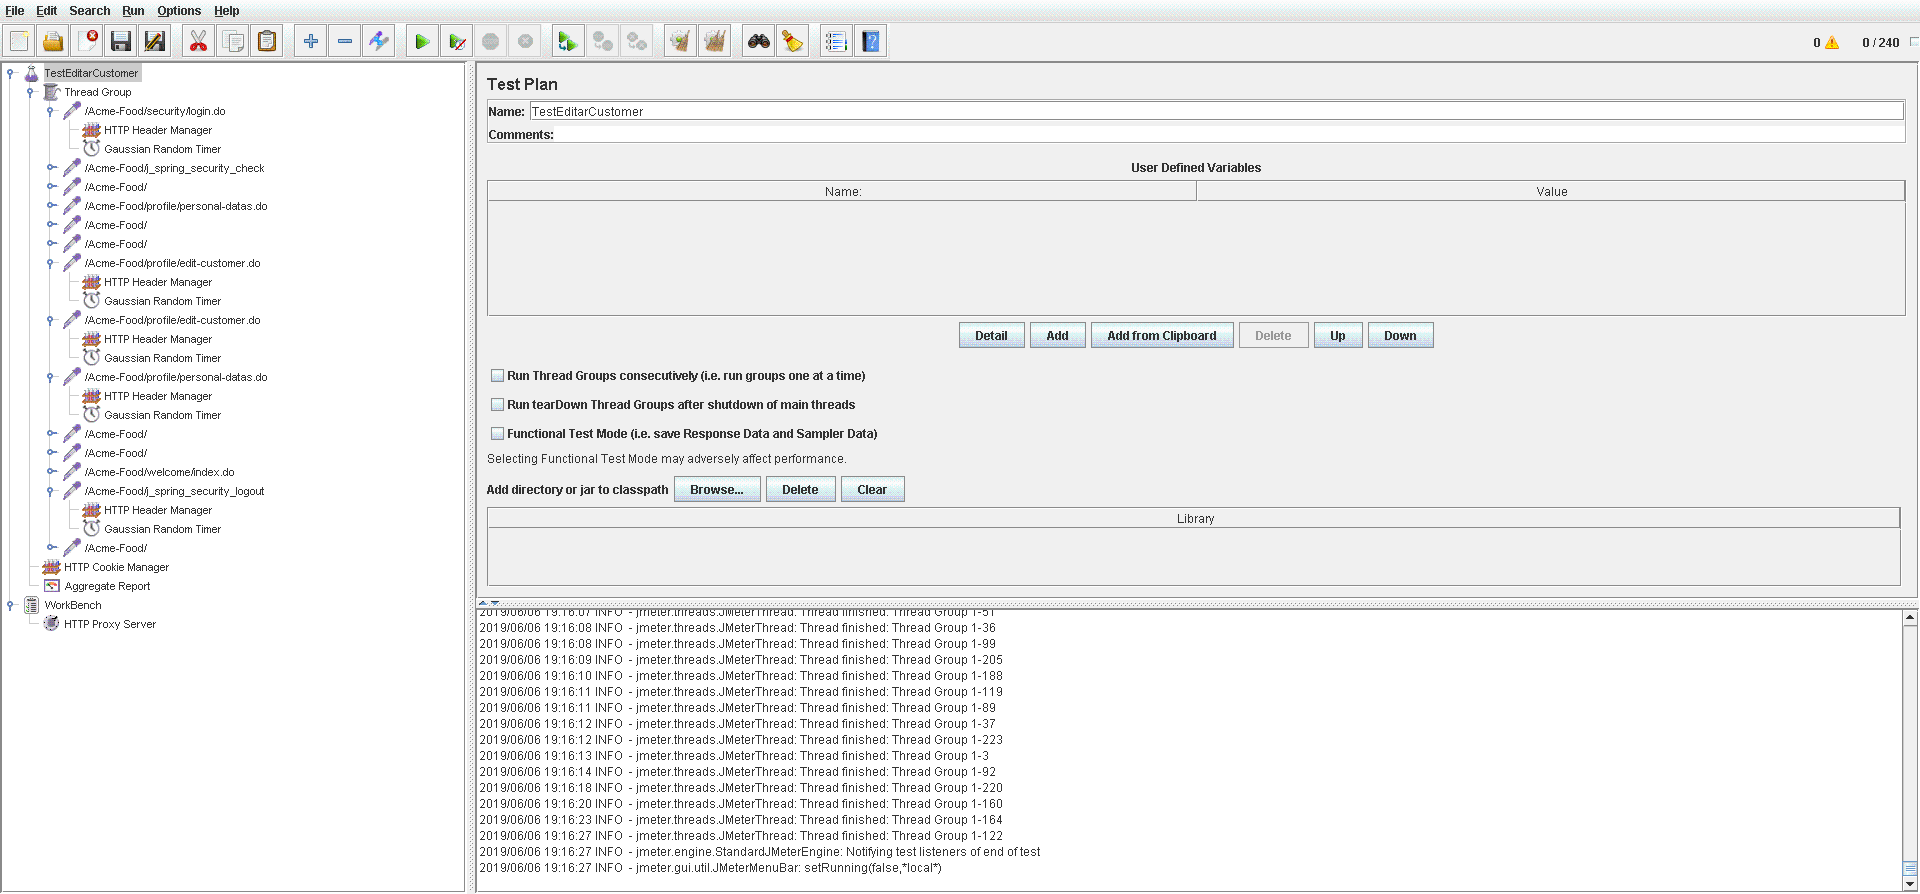 File Edit Search Run Options Help
0 0 / 240
TestEditarCustomer
Thread Group
/Acme-Food/security/login.do
HTTP Header Manager
Gaussian Random Timer
/Acme-Food/j_spring_security_check
/Acme-Food/
/Acme-Food/profile/personal-datas.do
/Acme-Food/
/Acme-Food/
/Acme-Food/profile/edit-customer.do
HTTP Header Manager
Gaussian Random Timer
/Acme-Food/profile/edit-customer.do
HTTP Header Manager
Gaussian Random Timer
/Acme-Food/profile/personal-datas.do
HTTP Header Manager
Gaussian Random Timer
/Acme-Food/
/Acme-Food/
/Acme-Food/welcome/index.do
/Acme-Food/j_spring_security_logout
HTTP Header Manager
Gaussian Random Timer
/Acme-Food/
HTTP Cookie Manager
Aggregate Report
WorkBench
HTTP Proxy Server
Test Plan
Name: TestEditarCustomer
Comments:
User Defined Variables
Name: Value
Detail Add Add from Clipboard Delete Up Down
Run Thread Groups consecutively (i.e. run groups one at a time)
Run tearDown Thread Groups after shutdown of main threads
Functional Test Mode (i.e. save Response Data and Sampler Data)
Selecting Functional Test Mode may adversely affect performance.
Add directory or jar to classpath Browse... Delete Clear
Library
2019/06/06 19:16:07 INFO - jmeter.threads.JMeterThread: Thread finished: Thread Group 1-51
2019/06/06 19:16:08 INFO - jmeter.threads.JMeterThread: Thread finished: Thread Group 1-36
2019/06/06 19:16:08 INFO - jmeter.threads.JMeterThread: Thread finished: Thread Group 1-99
2019/06/06 19:16:09 INFO - jmeter.threads.JMeterThread: Thread finished: Thread Group 1-205
2019/06/06 19:16:10 INFO - jmeter.threads.JMeterThread: Thread finished: Thread Group 1-188
2019/06/06 19:16:11 INFO - jmeter.threads.JMeterThread: Thread finished: Thread Group 1-119
2019/06/06 19:16:11 INFO - jmeter.threads.JMeterThread: Thread finished: Thread Group 1-89
2019/06/06 19:16:12 INFO - jmeter.threads.JMeterThread: Thread finished: Thread Group 1-37
2019/06/06 19:16:12 INFO - jmeter.threads.JMeterThread: Thread finished: Thread Group 1-223
2019/06/06 19:16:13 INFO - jmeter.threads.JMeterThread: Thread finished: Thread Group 1-3
2019/06/06 19:16:14 INFO - jmeter.threads.JMeterThread: Thread finished: Thread Group 1-92
2019/06/06 19:16:18 INFO - jmeter.threads.JMeterThread: Thread finished: Thread Group 1-220
2019/06/06 19:16:20 INFO - jmeter.threads.JMeterThread: Thread finished: Thread Group 1-160
2019/06/06 19:16:23 INFO - jmeter.threads.JMeterThread: Thread finished: Thread Group 1-164
2019/06/06 19:16:27 INFO - jmeter.threads.JMeterThread: Thread finished: Thread Group 1-122
2019/06/06 19:16:27 INFO - jmeter.engine.StandardJMeterEngine: Notifying test listeners of end of test
2019/06/06 19:16:27 INFO - jmeter.gui.util.JMeterMenuBar: setRunning(false,*local*)